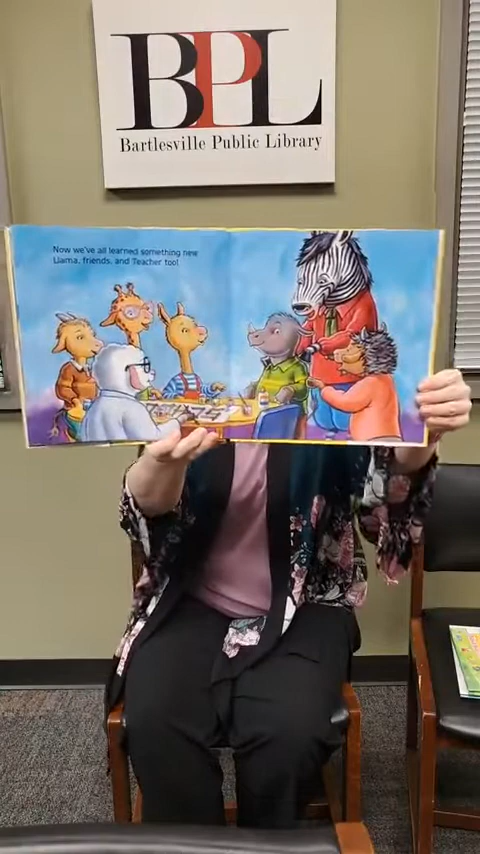 BPL
Bartlesville Public Library
Now we've all learned something new
Llama, friends, and Teacher too!